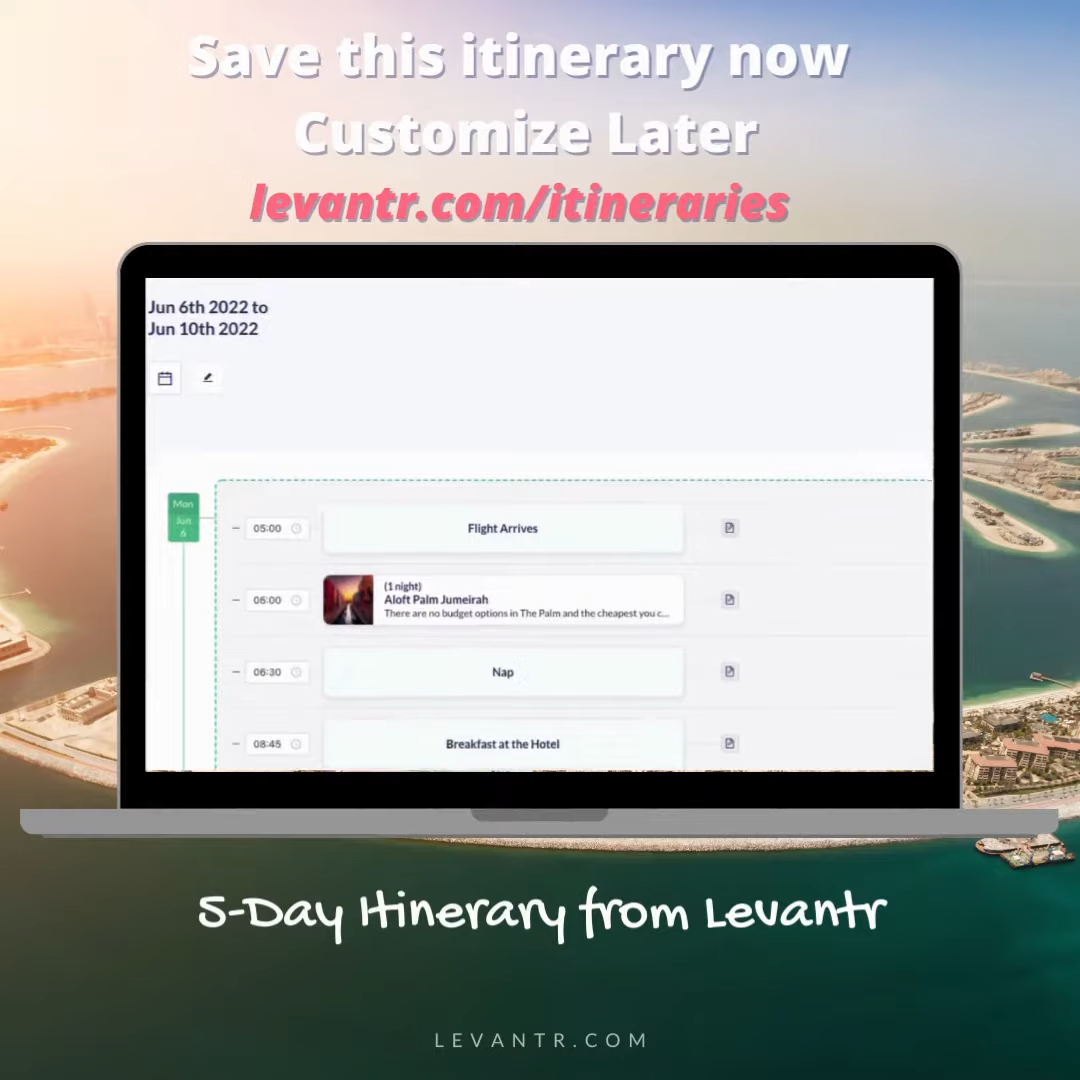 Save this itinerary now
Customize Later
levantr.com/itineraries
Jun 6th 2022 to
Jun 10th 2022
Mon
Jun
6
05:00
Flight Arrives
06:00
(1 night)
Aloft Palm Jumeirah
There are no budget options in The Palm and the cheapest you c...
06:30
Nap
08:45
Breakfast at the Hotel
5-Day Itinerary from Levantr
LEVANTR.COM